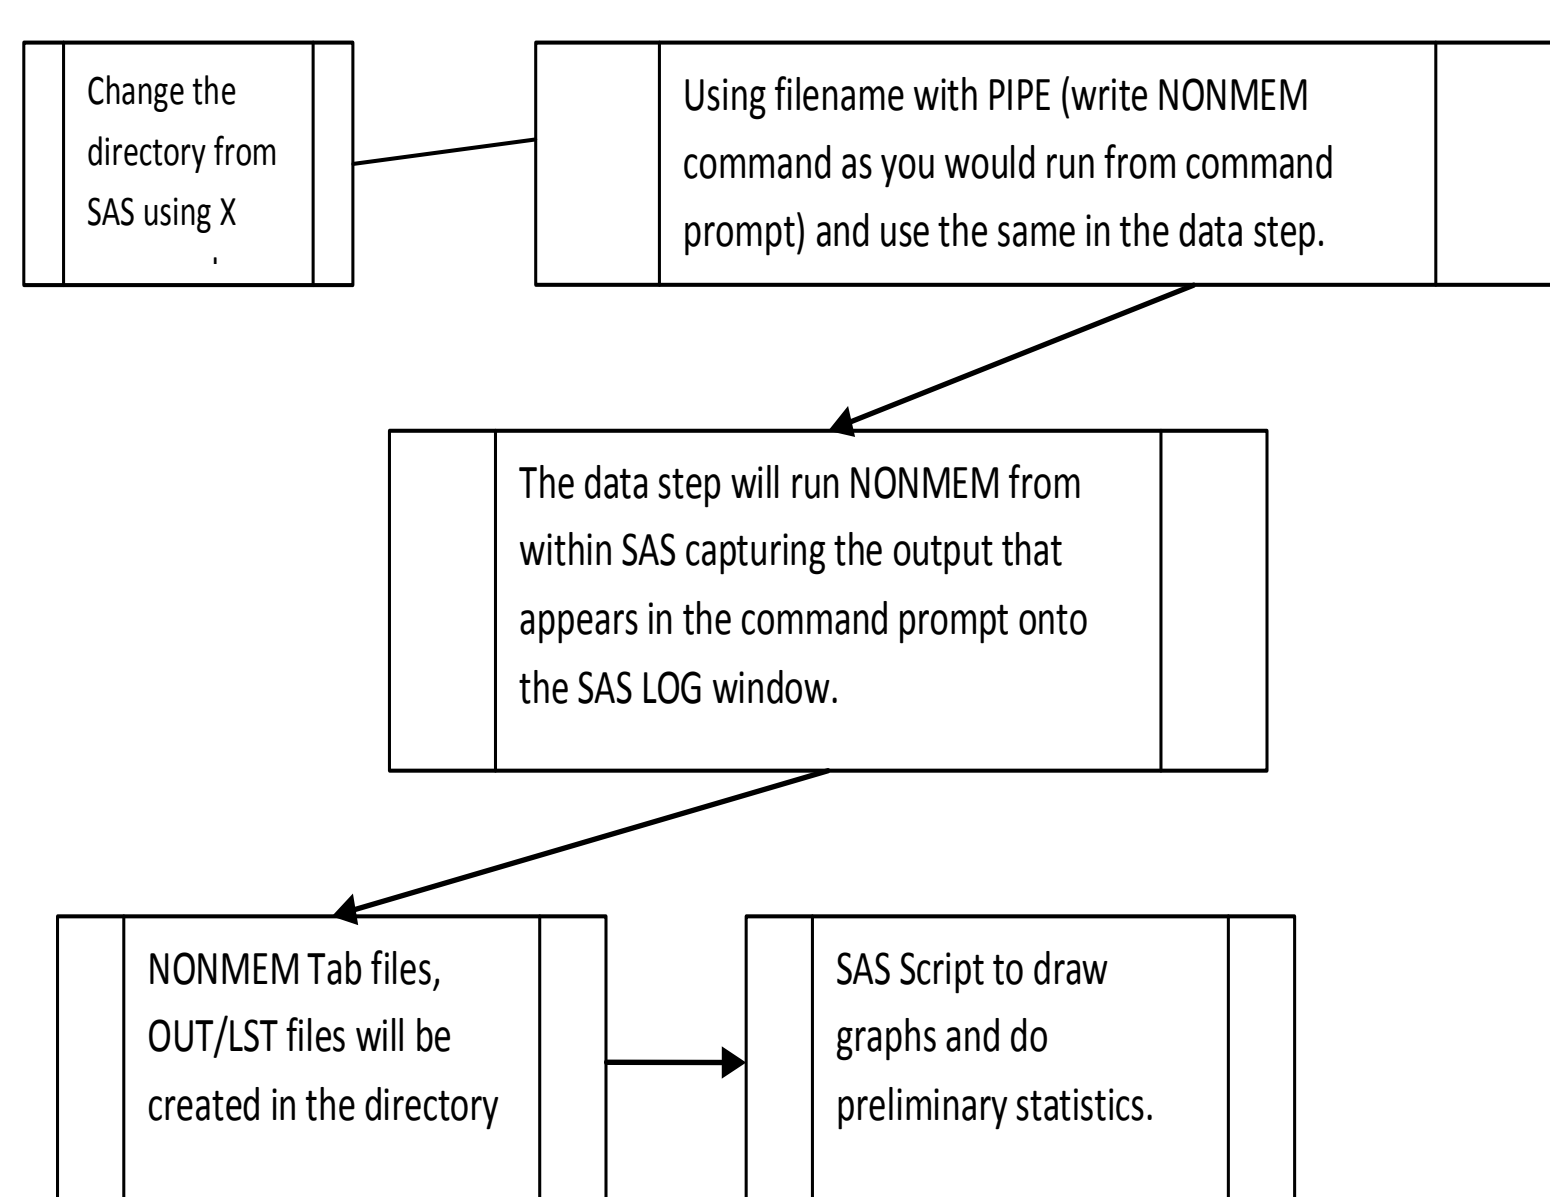 Change the
directory from
SAS using X
Using filename with PIPE (write NONMEM
command as you would run from command
prompt) and use the same in the data step.
The data step will run NONMEM from
within SAS capturing the output that
appears in the command prompt onto
the SAS LOG window.
NONMEM Tab files,
OUT/LST files will be
created in the directory
SAS Script to draw
graphs and do
preliminary statistics.